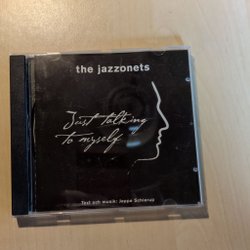 the jazzonets
Just talking
to myself
Text och musik: Jeppe Schierup